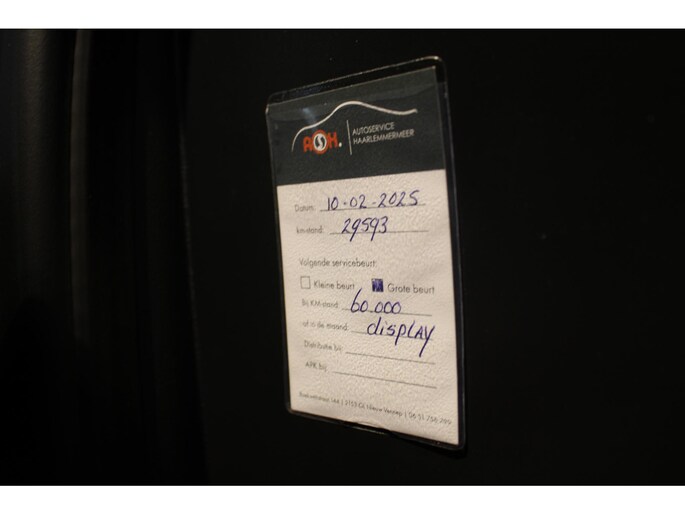 ASH. AUTOSERVICE
HAARLEMMERMEER
Datum: 10-02-2025
km-stand: 29593
Volgende servicebeurt:
Kleine beurt Grote beurt
Bij KM-stand: 60.000
of in de maand: display
Distributie bij
APK bij